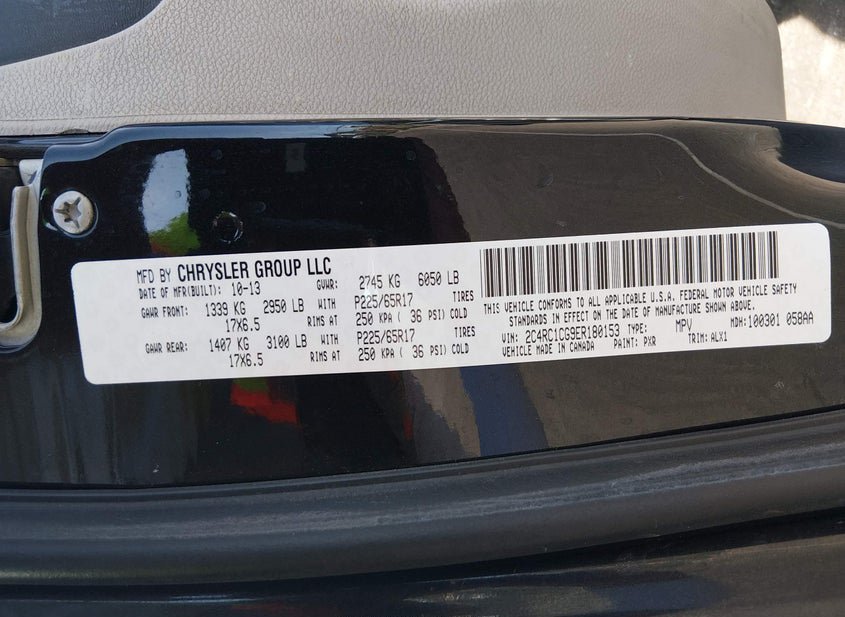 MFD BY CHRYSLER GROUP LLC
DATE OF MFR(BUILT): 10-13 GVWR: 2745 KG 6050 LB
GAWR FRONT: 1339 KG 2950 LB WITH P225/65R17 TIRES
17X6.5 RIMS AT 250 KPA ( 36 PSI) COLD
GAWR REAR: 1407 KG 3100 LB WITH P225/65R17 TIRES
17X6.5 RIMS AT 250 KPA ( 36 PSI) COLD
THIS VEHICLE CONFORMS TO ALL APPLICABLE U.S.A. FEDERAL MOTOR VEHICLE SAFETY
STANDARDS IN EFFECT ON THE DATE OF MANUFACTURE SHOWN ABOVE.
VIN: 2C4RC1CG9ER180153 TYPE: MPV MDH: 100301 058AA
VEHICLE MADE IN CANADA PAINT: PXR TRIM: ALX1